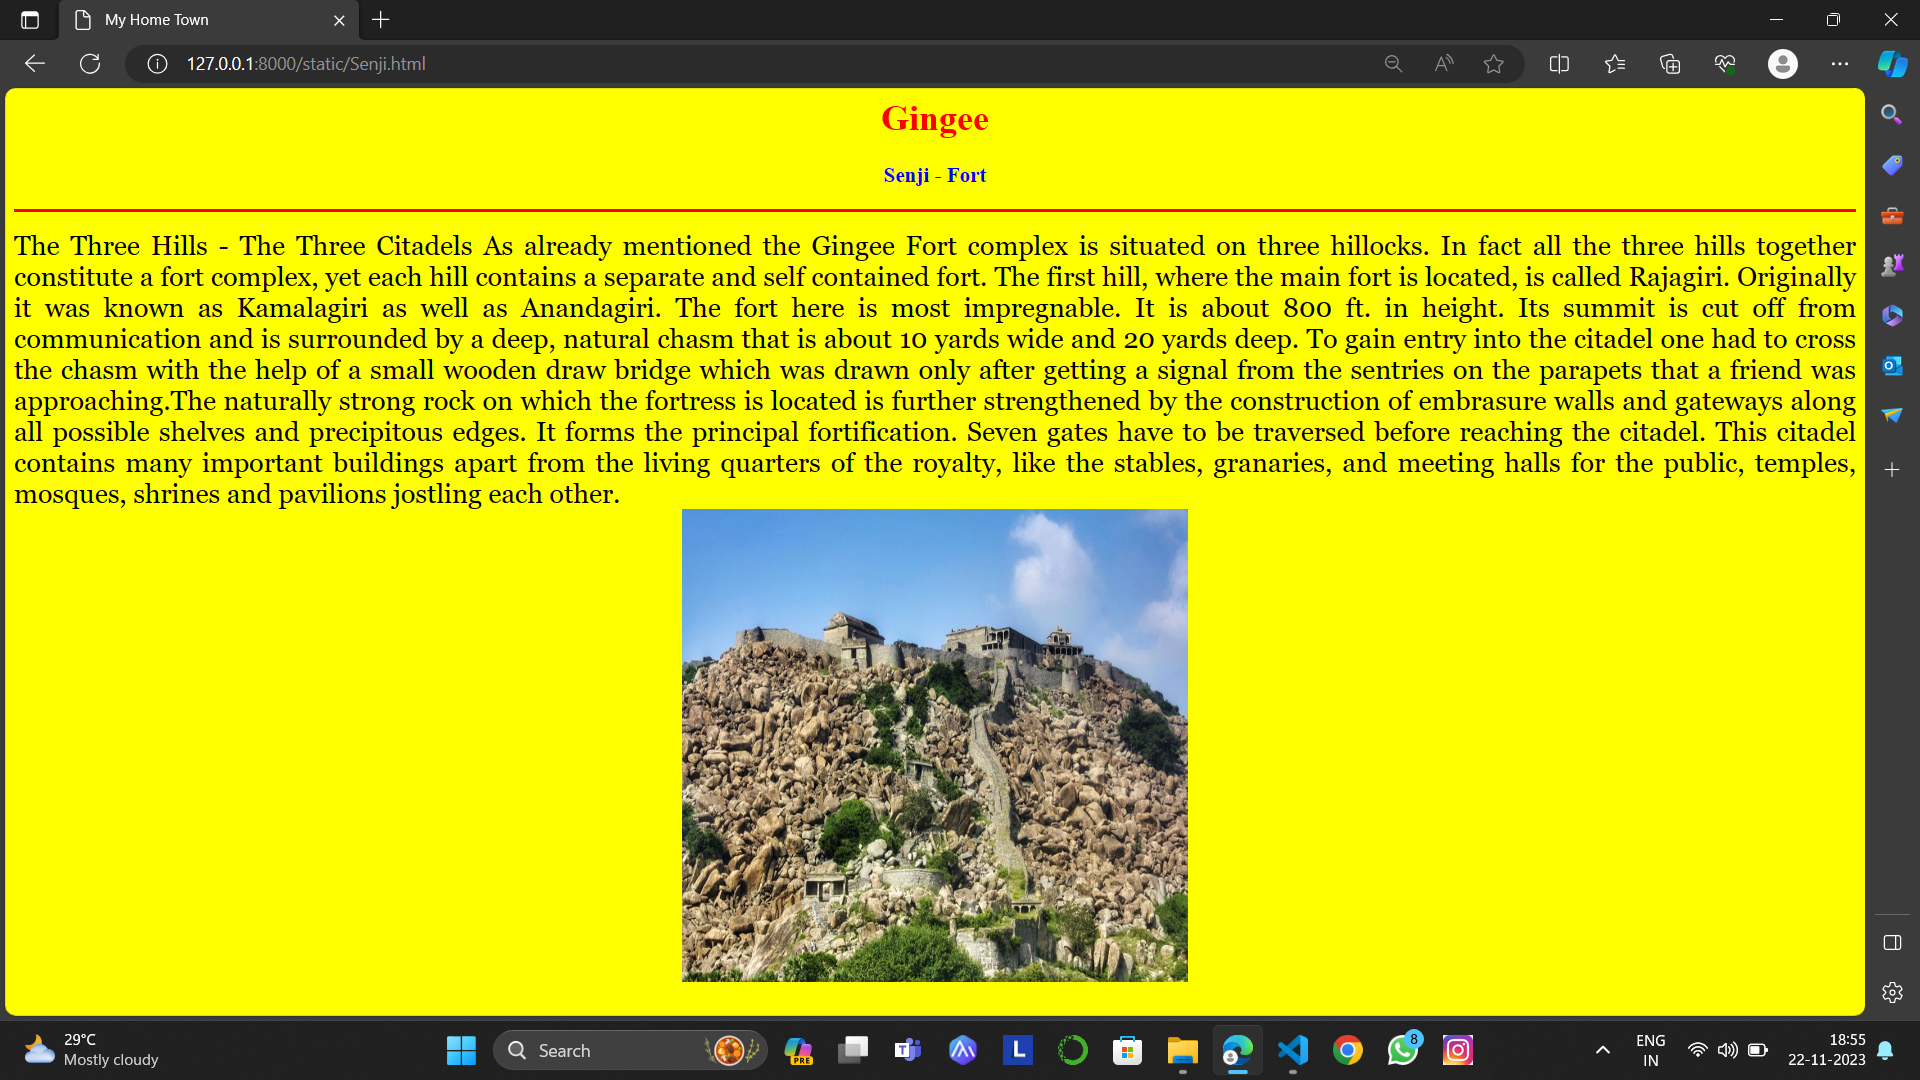 My Home Town
127.0.0.1:8000/static/Senji.html
Gingee
Senji - Fort
The Three Hills - The Three Citadels As already mentioned the Gingee Fort complex is situated on three hillocks. In fact all the three hills together
constitute a fort complex, yet each hill contains a separate and self contained fort. The first hill, where the main fort is located, is called Rajagiri. Originally
it was known as Kamalagiri as well as Anandagiri. The fort here is most impregnable. It is about 800 ft. in height. Its summit is cut off from
communication and is surrounded by a deep, natural chasm that is about 10 yards wide and 20 yards deep. To gain entry into the citadel one had to cross
the chasm with the help of a small wooden draw bridge which was drawn only after getting a signal from the sentries on the parapets that a friend was
approaching.The naturally strong rock on which the fortress is located is further strengthened by the construction of embrasure walls and gateways along
all possible shelves and precipitous edges. It forms the principal fortification. Seven gates have to be traversed before reaching the citadel. This citadel
contains many important buildings apart from the living quarters of the royalty, like the stables, granaries, and meeting halls for the public, temples,
mosques, shrines and pavilions jostling each other.
29°C
Mostly cloudy
Search
PRE
T
L
8
ENG
IN
18:55
22-11-2023